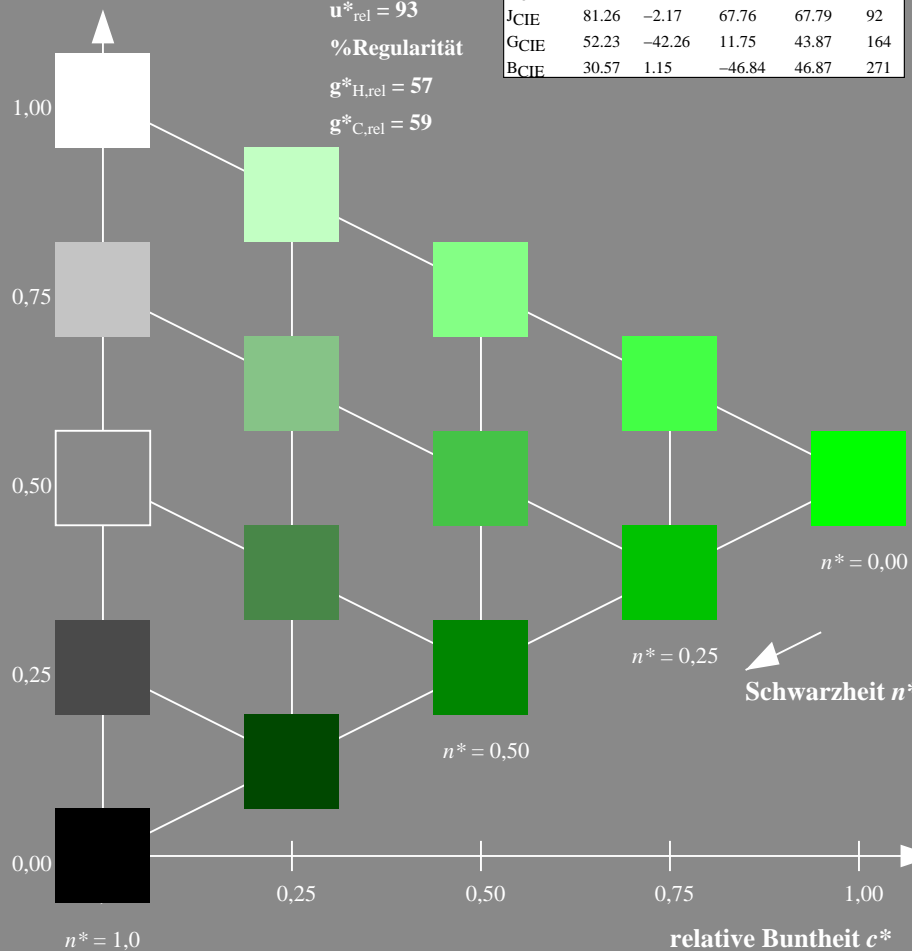 u*rel = 93
%Regularität
g*H,rel = 57
g*C,rel = 59
JCIE 81.26 −2.17 67.76 67.79 92
GCIE 52.23 −42.26 11.75 43.87 164
BCIE 30.57 1.15 −46.84 46.87 271
1,00
0,75
0,50
n* = 0,00
n* = 0,25
0,25
Schwarzheit n*
n* = 0,50
0,00
0,25 0,50 0,75 1,00
n* = 1,0
relative Buntheit c*